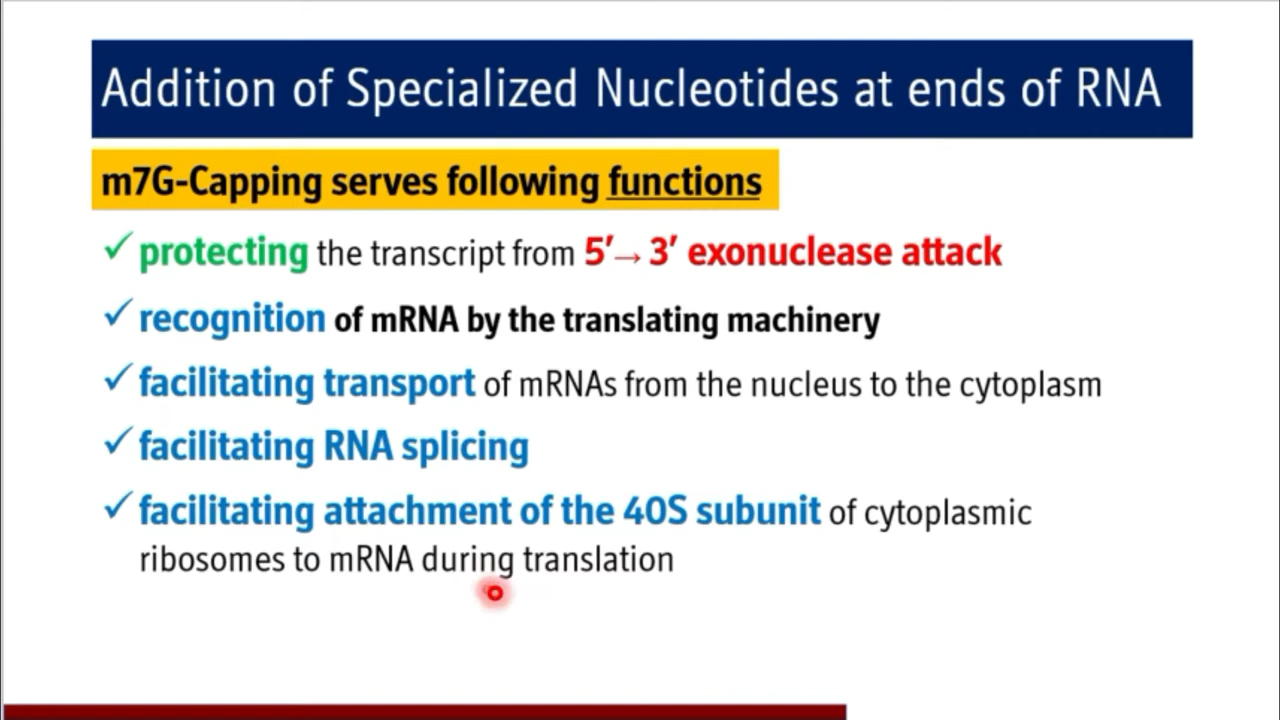 Addition of Specialized Nucleotides at ends of RNA
m7G-Capping serves following functions
✓ protecting the transcript from 5′→ 3′ exonuclease attack
✓ recognition of mRNA by the translating machinery
✓ facilitating transport of mRNAs from the nucleus to the cytoplasm
✓ facilitating RNA splicing
✓ facilitating attachment of the 40S subunit of cytoplasmic
ribosomes to mRNA during translation